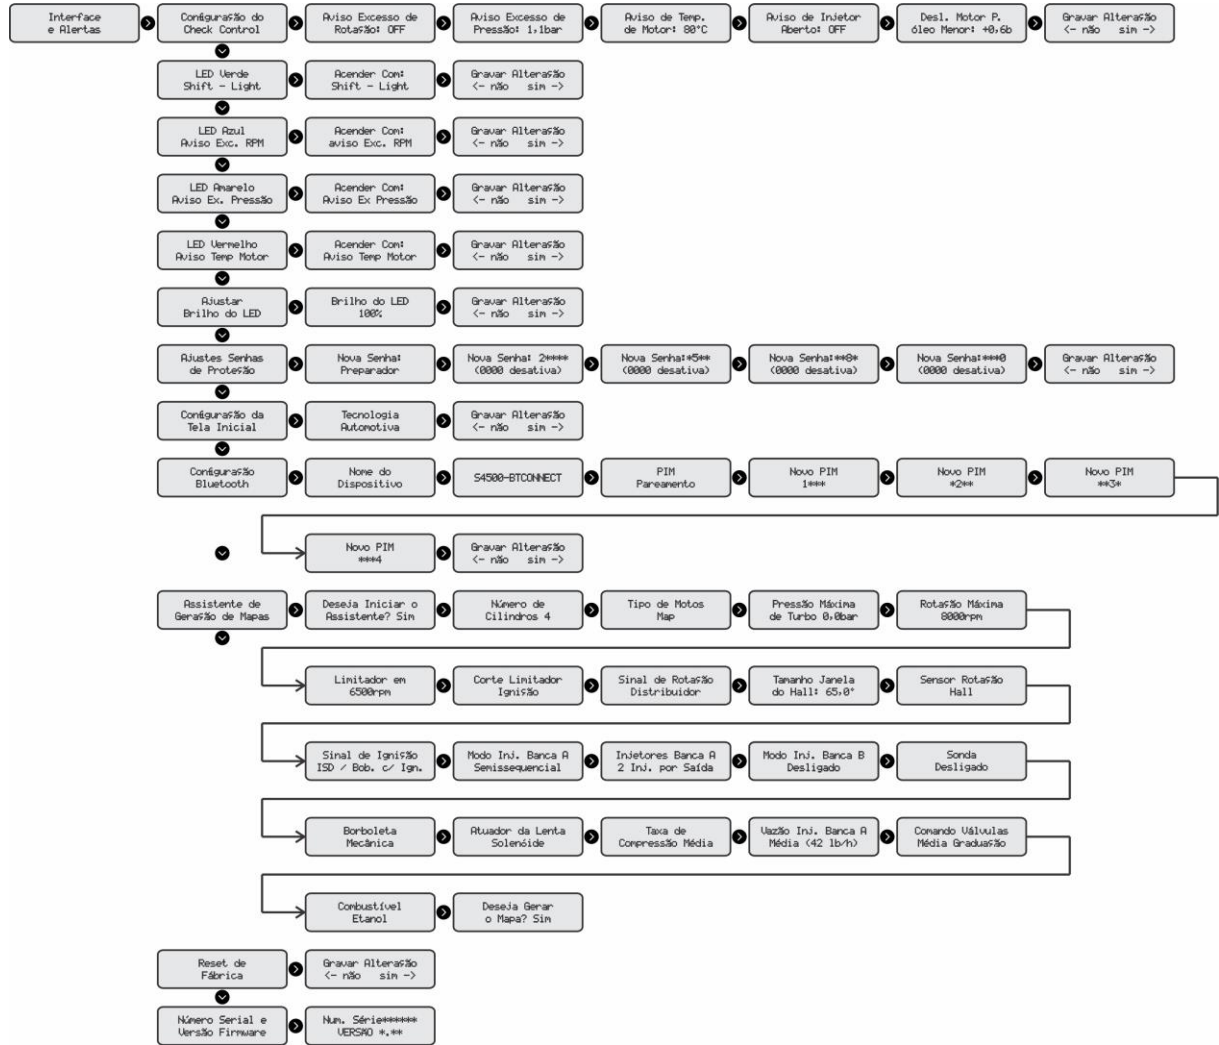 Interface
e Alertas
Configuração do
Check Control
Aviso Excesso de
Rotação: OFF
Aviso Excesso de
Pressão: 1,1bar
Aviso de Temp.
de Motor: 80°C
Aviso de Injetor
Aberto: OFF
Desl. Motor P.
óleo Menor: +0,6b
Gravar Alteração
<- não sim ->
LED Verde
Shift - Light
Acender Com:
Shift - Light
Gravar Alteração
<- não sim ->
LED Azul
Aviso Exc. RPM
Acender Com:
aviso Exc. RPM
Gravar Alteração
<- não sim ->
LED Amarelo
Aviso Ex. Pressão
Acender Com:
Aviso Ex Pressão
Gravar Alteração
<- não sim ->
LED Vermelho
Aviso Temp Motor
Acender Com:
Aviso Temp Motor
Gravar Alteração
<- não sim ->
Ajustar
Brilho do LED
Brilho do LED
100%
Gravar Alteração
<- não sim ->
Ajustes Senhas
de Proteção
Nova Senha:
Preparador
Nova Senha: 2****
(0000 desativa)
Nova Senha:*5**
(0000 desativa)
Nova Senha:**8*
(0000 desativa)
Nova Senha:***0
(0000 desativa)
Gravar Alteração
<- não sim ->
Configuração da
Tela Inicial
Tecnologia
Automotiva
Gravar Alteração
<- não sim ->
Configuração
Bluetooth
Nome do
Dispositivo
S4500-BTCONNECT
PIM
Pareamento
Novo PIM
1***
Novo PIM
*2**
Novo PIM
**3*
Novo PIM
***4
Gravar Alteração
<- não sim ->
Assistente de
Geração de Mapas
Deseja Iniciar o
Assistente? Sim
Número de
Cilindros 4
Tipo de Motos
Map
Pressão Máxima
de Turbo 0,0bar
Rotação Máxima
8000rpm
Limitador em
6500rpm
Corte Limitador
Ignição
Sinal de Rotação
Distribuidor
Tamanho Janela
do Hall: 65,0°
Sensor Rotação
Hall
Sinal de Ignição
ISD / Bob. c/ Ign.
Modo Inj. Banca A
Semissequencial
Injetores Banca A
2 Inj. por Saída
Modo Inj. Banca B
Desligado
Sonda
Desligado
Borboleta
Mecânica
Atuador da Lenta
Solenóide
Taxa de
Compressão Média
Vazão Inj. Banca A
Média (42 lb/h)
Comando Válvulas
Média Graduação
Combustível
Etanol
Deseja Gerar
o Mapa? Sim
Reset de
Fábrica
Gravar Alteração
<- não sim ->
Número Serial e
Versão Firmware
Num. Série******
VERSÃO *.**